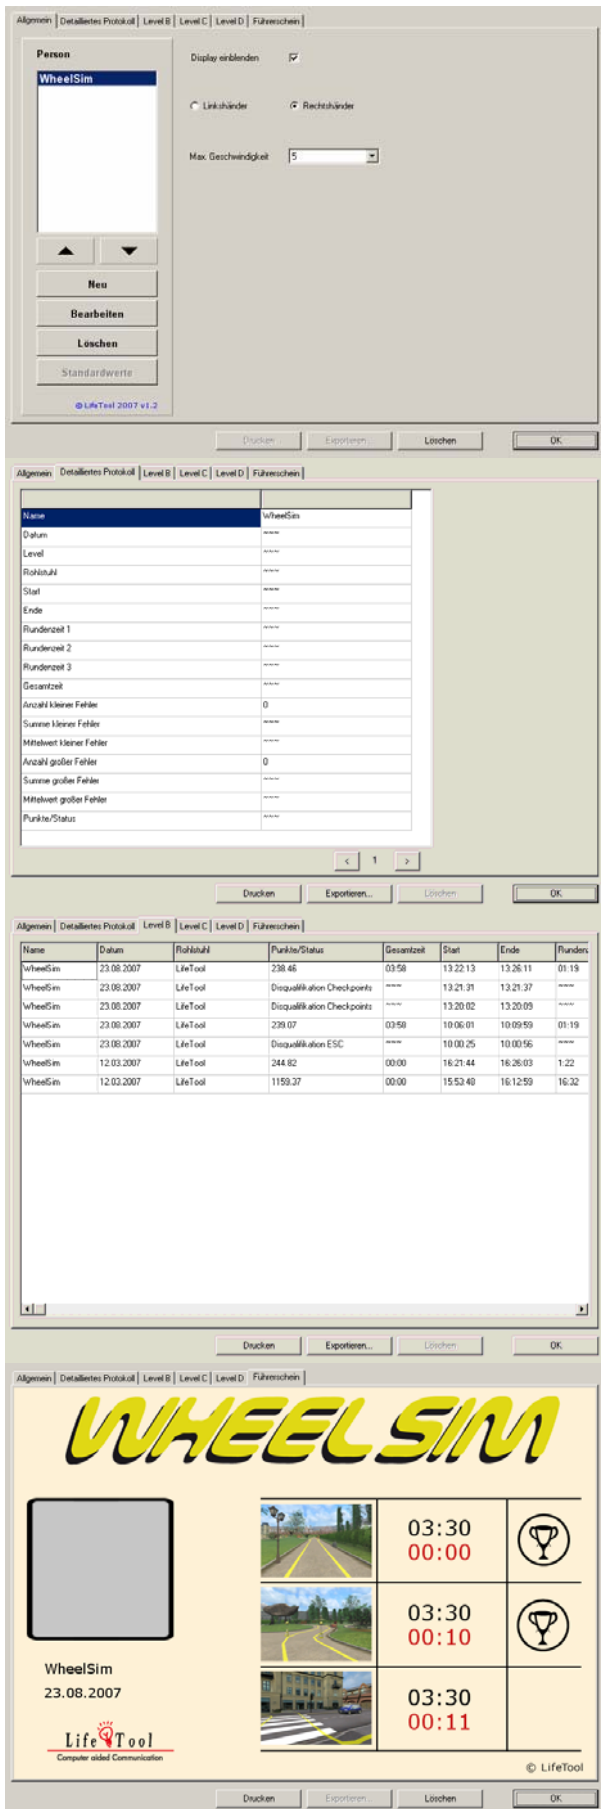 Allgemein Detailliertes Protokoll Level B Level C Level D Führerschein
Person
WheelSim
Display einblenden
Linkshänder Rechtshänder
Max. Geschwindigkeit 5
Neu
Bearbeiten
Löschen
Standardwerte
© LifeTool 2007 v1.2
Drucken Exportieren... Löschen OK
Allgemein Detailliertes Protokoll Level B Level C Level D Führerschein
Name WheelSim
Datum ~~~
Level ~~~
Rohlstuhl ~~~
Start ~~~
Ende ~~~
Rundenzeit 1 ~~~
Rundenzeit 2 ~~~
Rundenzeit 3 ~~~
Gesamtzeit ~~~
Anzahl kleiner Fehler 0
Summe kleiner Fehler ~~~
Mittelwert kleiner Fehler ~~~
Anzahl großer Fehler 0
Summe großer Fehler ~~~
Mittelwert großer Fehler ~~~
Punkte/Status ~~~
< 1 >
Drucken Exportieren... Löschen OK
Allgemein Detailliertes Protokoll Level B Level C Level D Führerschein
Name Datum Rohlstuhl Punkte/Status Gesamtzeit Start Ende Rundenz
WheelSim 23.08.2007 LifeTool 238.46 03:58 13:22:13 13:26:11 01:19
WheelSim 23.08.2007 LifeTool Disqualifikation Checkpoints ~~~ 13:21:31 13:21:37 ~~~
WheelSim 23.08.2007 LifeTool Disqualifikation Checkpoints ~~~ 13:20:02 13:20:09 ~~~
WheelSim 23.08.2007 LifeTool 239.07 03:58 10:06:01 10:09:59 01:19
WheelSim 23.08.2007 LifeTool Disqualifikation ESC ~~~ 10:00:25 10:00:56 ~~~
WheelSim 12.03.2007 LifeTool 244.82 00:00 16:21:44 16:26:03 1:22
WheelSim 12.03.2007 LifeTool 1159.37 00:00 15:53:48 16:12:59 16:32
Drucken Exportieren... Löschen OK
Allgemein Detailliertes Protokoll Level B Level C Level D Führerschein
WHEELSIM
03:30
00:00
03:30
00:10
WheelSim
23.08.2007
03:30
00:11
LifeTool
Computer aided Communication
© LifeTool
Drucken Exportieren... Löschen OK